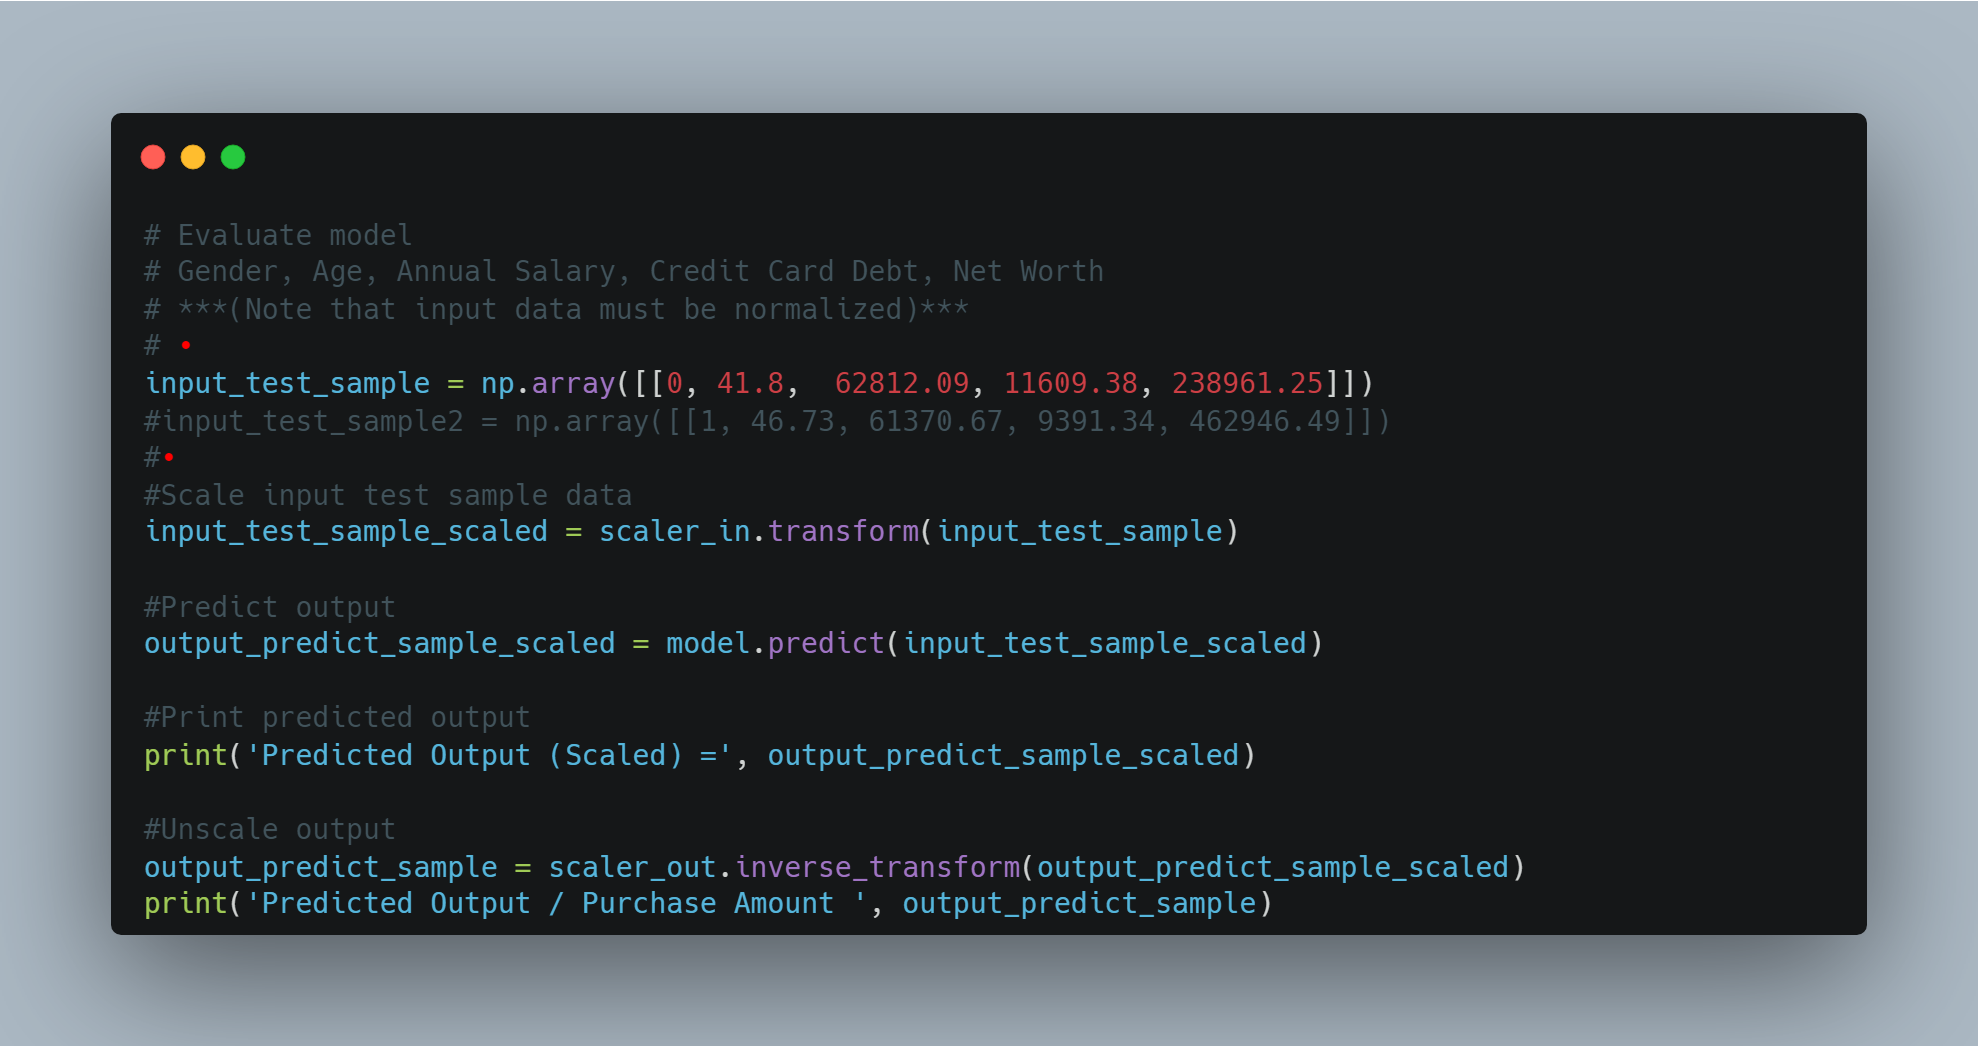 # Evaluate model
# Gender, Age, Annual Salary, Credit Card Debt, Net Worth
# ***(Note that input data must be normalized)***
# •
input_test_sample = np.array([[0, 41.8,  62812.09, 11609.38, 238961.25]])
#input_test_sample2 = np.array([[1, 46.73, 61370.67, 9391.34, 462946.49]])
#•
#Scale input test sample data
input_test_sample_scaled = scaler_in.transform(input_test_sample)
#Predict output
output_predict_sample_scaled = model.predict(input_test_sample_scaled)
#Print predicted output
print('Predicted Output (Scaled) =', output_predict_sample_scaled)
#Unscale output
output_predict_sample = scaler_out.inverse_transform(output_predict_sample_scaled)
print('Predicted Output / Purchase Amount ', output_predict_sample)